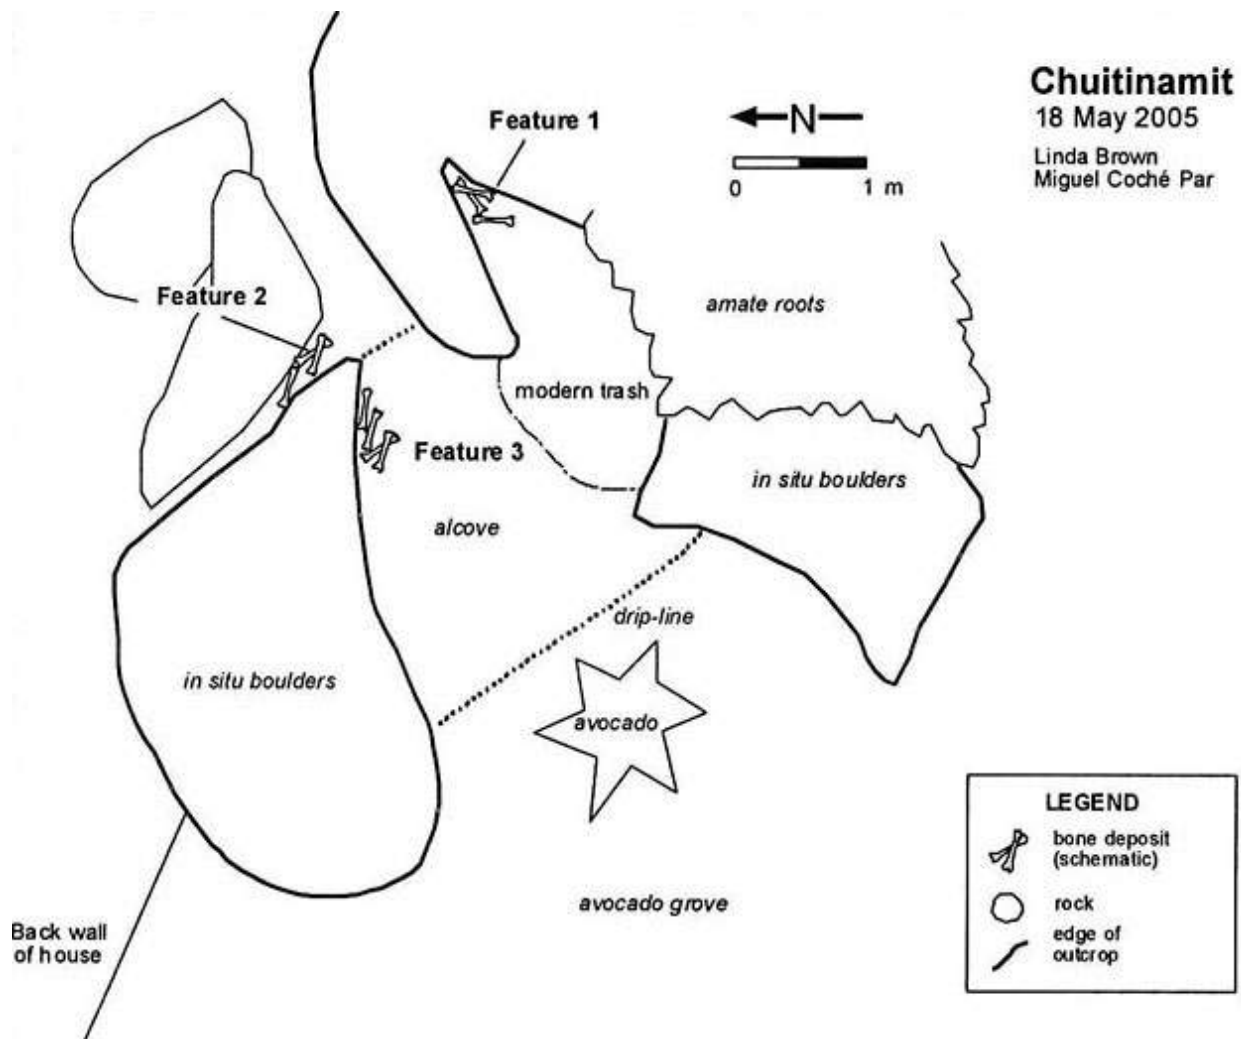 Chuitinamit
18 May 2005
Linda Brown
Miguel Coché Par
Feature 1
N
0 1 m
Feature 2
amate roots
modern trash
Feature 3
in situ boulders
alcove
drip-line
in situ boulders
avocado
LEGEND
bone deposit
(schematic)
rock
edge of
outcrop
avocado grove
Back wall
of house